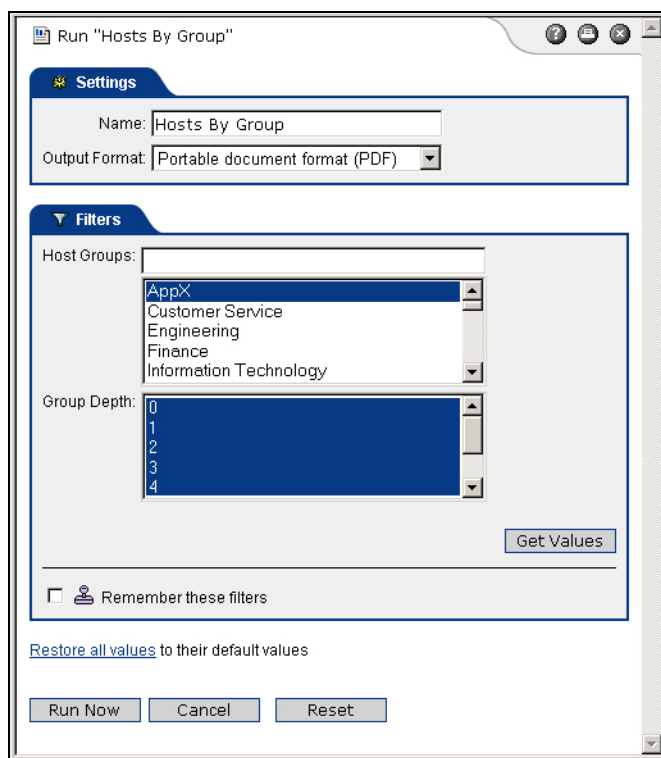 Run "Hosts By Group"
?
Settings
Name: Hosts By Group
Output Format: Portable document format (PDF)
Filters
Host Groups:
AppX
Customer Service
Engineering
Finance
Information Technology
Group Depth: 0
1
2
3
4
Get Values
Remember these filters
Restore all values to their default values
Run Now Cancel Reset